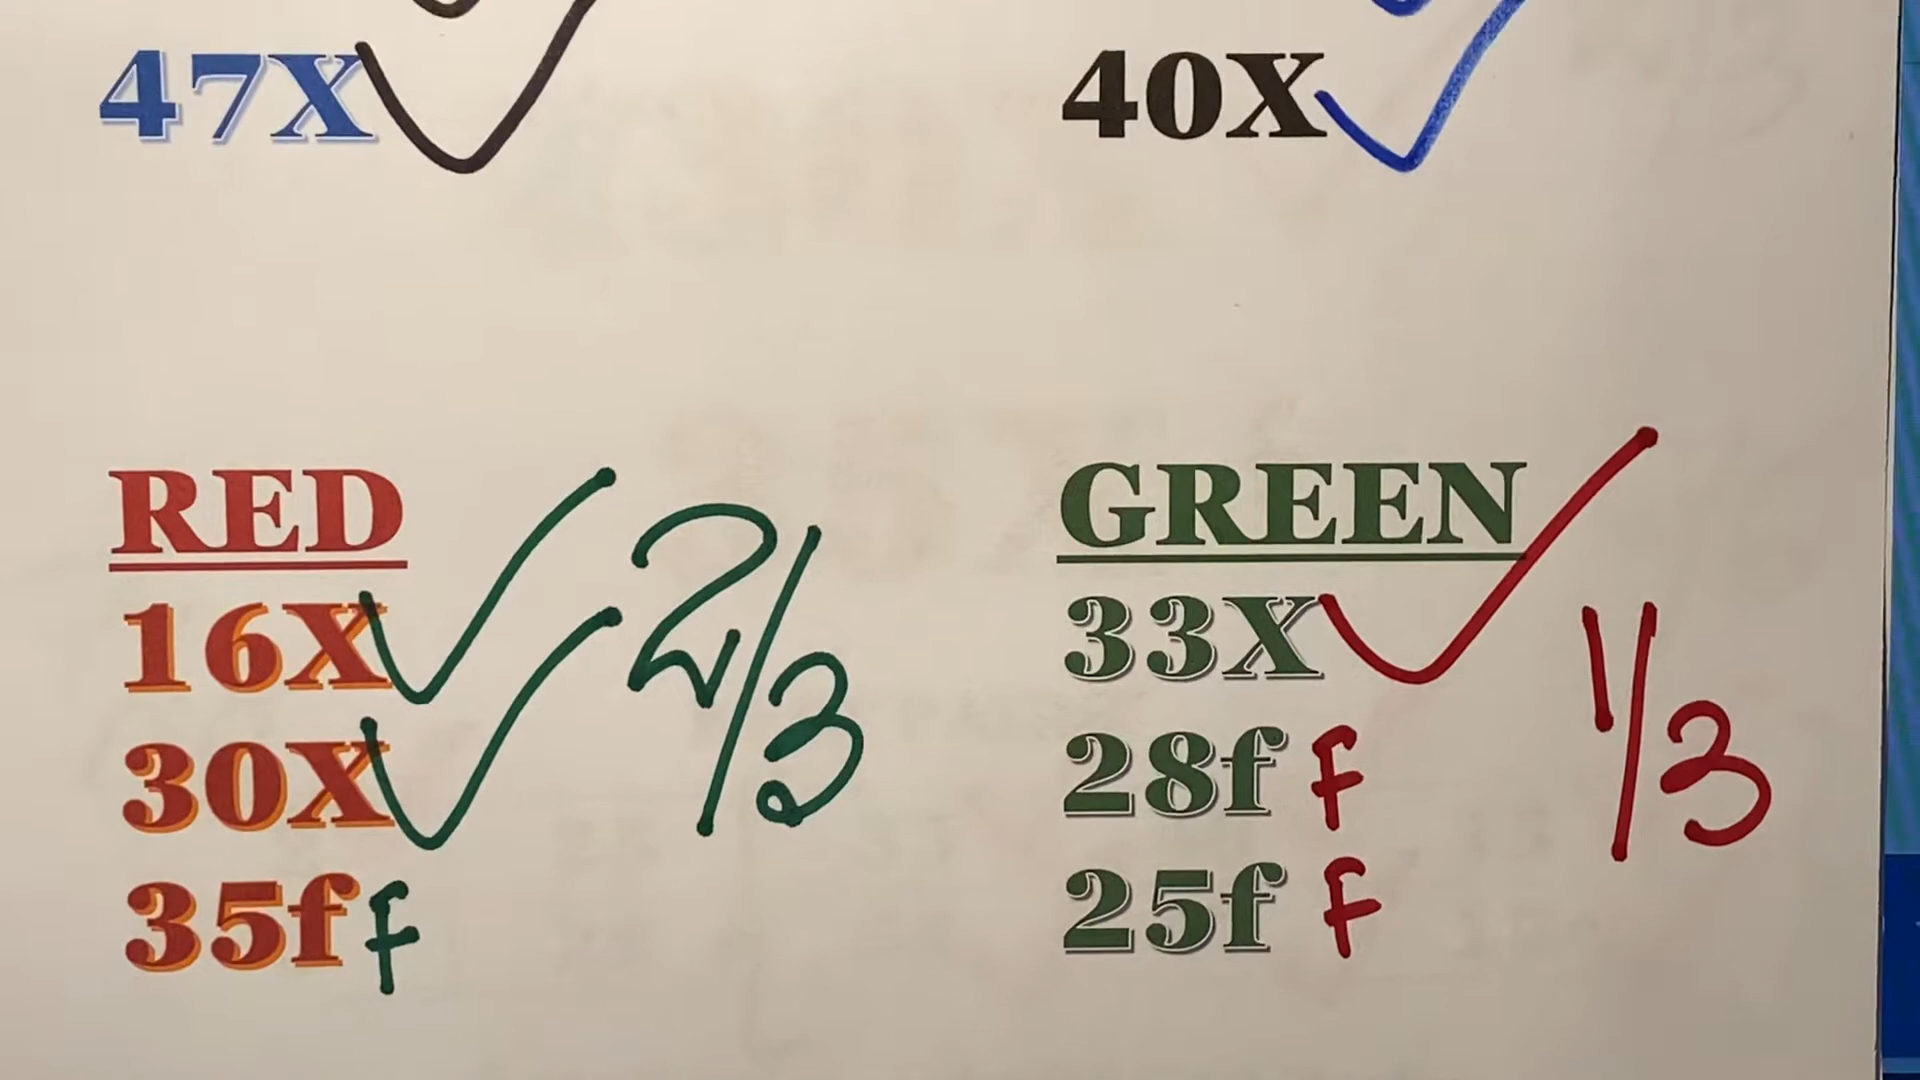 47X
40X
RED
16X
30X
35f F
2/3
GREEN
33X
28f F
25f F
1/3